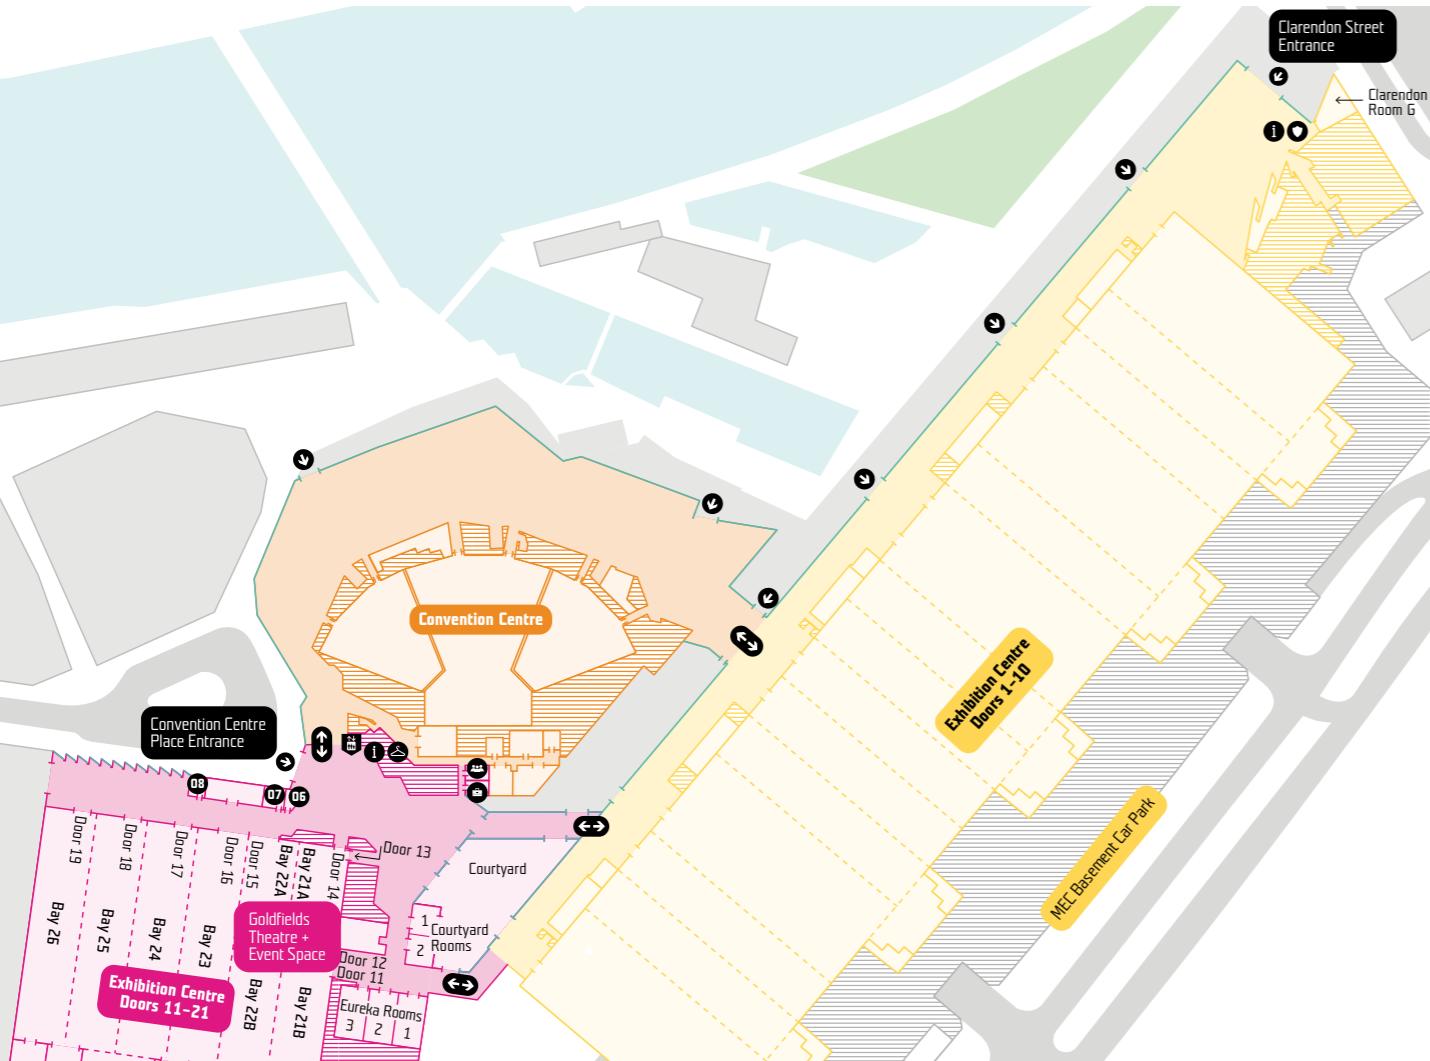 Clarendon Street
Entrance
Clarendon
Room G
i
Convention Centre
Exhibition Centre
Doors 1-10
Convention Centre
Place Entrance
i
08
07
06
MEC Basement Car Park
Door 19
Door 18
Door 17
Door 16
Door 15
Bay 22A
Bay 21A
Door 14
Door 13
Courtyard
Bay 26
Bay 25
Bay 24
Bay 23
Goldfields
Theatre +
Event Space
1
2
Courtyard
Rooms
Door 12
Door 11
Exhibition Centre
Doors 11-21
Bay 22B
Bay 21B
Eureka Rooms
3
2
1